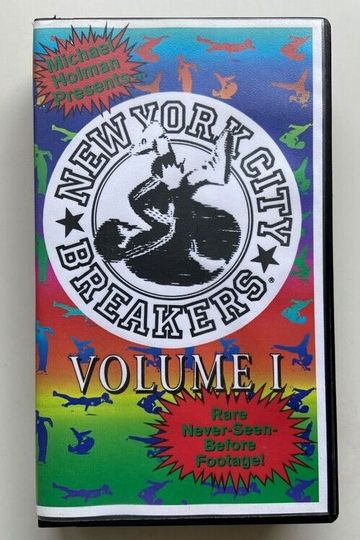 Michael
Holman
Presents:
NEW YORK CITY
★ BREAKERS ★
®
VOLUME I
Rare
Never-Seen-
Before
Footage!